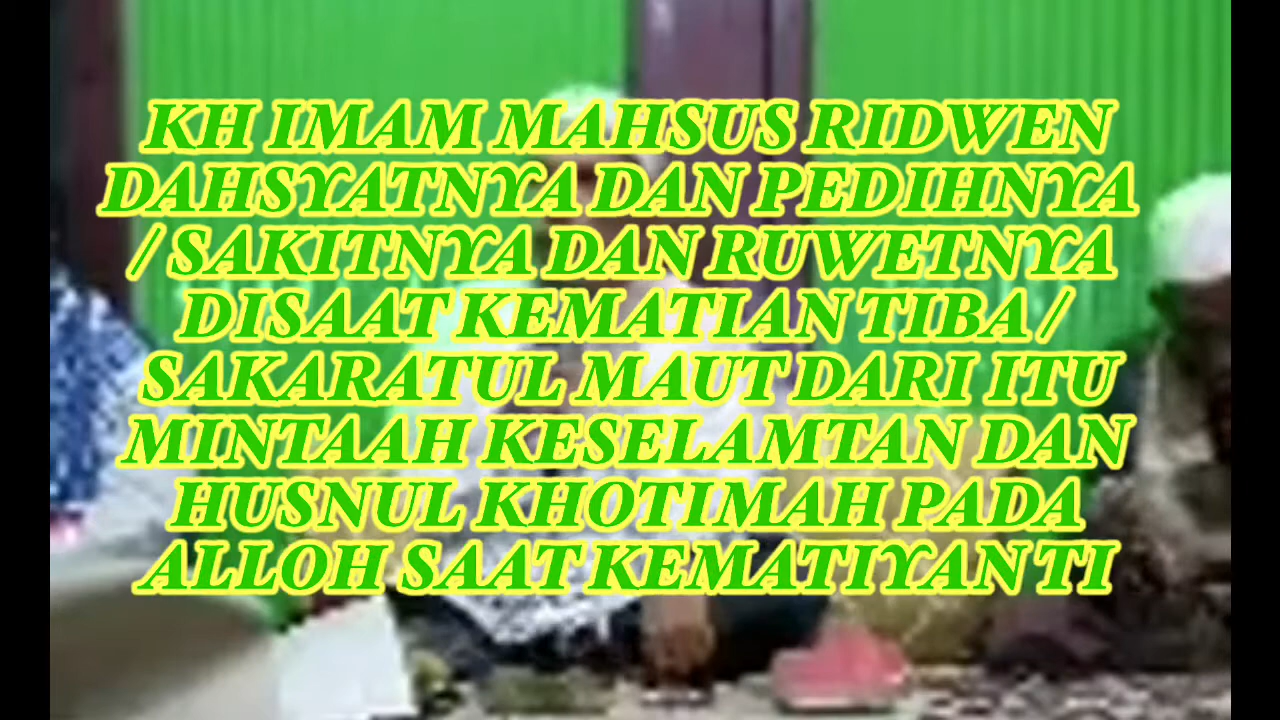 KH IMAM MAHSUS RIDWEN
DAHSYATNYA DAN PEDIHNYA
/ SAKITNYA DAN RUWETNYA
DISAAT KEMATIAN TIBA /
SAKARATUL MAUT DARI ITU
MINTAAH KESELAMTAN DAN
HUSNUL KHOTIMAH PADA
ALLOH SAAT KEMATIYAN TI